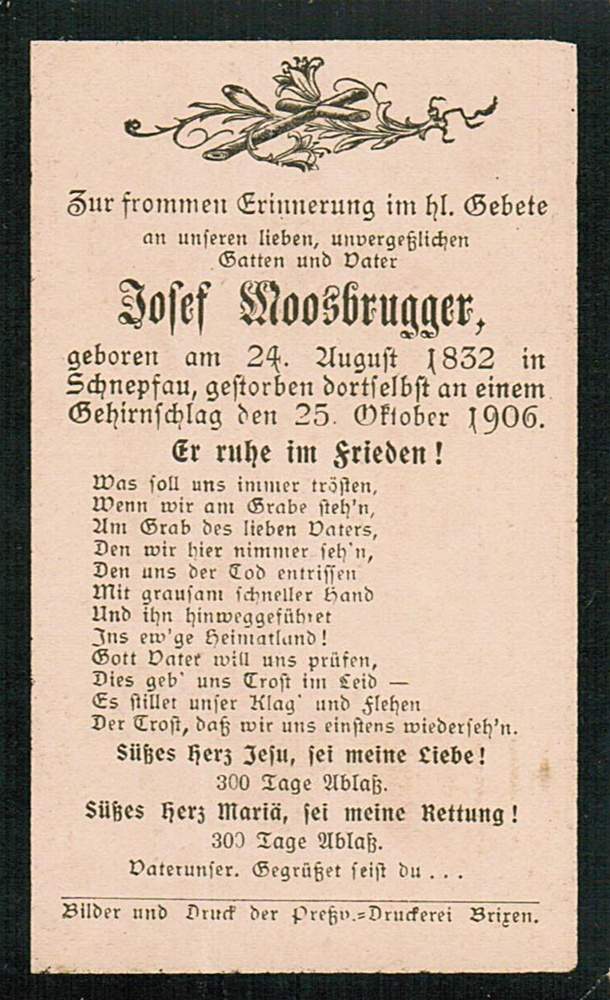 Zur frommen Erinnerung im hl. Gebete
an unseren lieben, unvergeßlichen
Gatten und Vater
Josef Moosbrugger,
geboren am 24. August 1832 in
Schnepfau, gestorben dortselbst an einem
Gehirnschlag den 25. Oktober 1906.
Er ruhe im Frieden!
Was soll uns immer trösten,
Wenn wir am Grabe steh'n,
Am Grab des lieben Vaters,
Den wir hier nimmer seh'n,
Den uns der Tod entrissen
Mit grausam schneller Hand
Und ihn hinweggeführet
Ins ew'ge Heimatland!
Gott Vater will uns prüfen,
Dies geb' uns Trost im Leid —
Es stillet unser Klag' und Flehen
Der Trost, daß wir uns einstens wiederseh'n.
Süßes Herz Jesu, sei meine Liebe!
300 Tage Ablaß.
Süßes Herz Mariä, sei meine Rettung!
300 Tage Ablaß.
Vaterunser. Gegrüßet seist du . . .
Bilder und Druck der Preßv.=Druckerei Brixen.